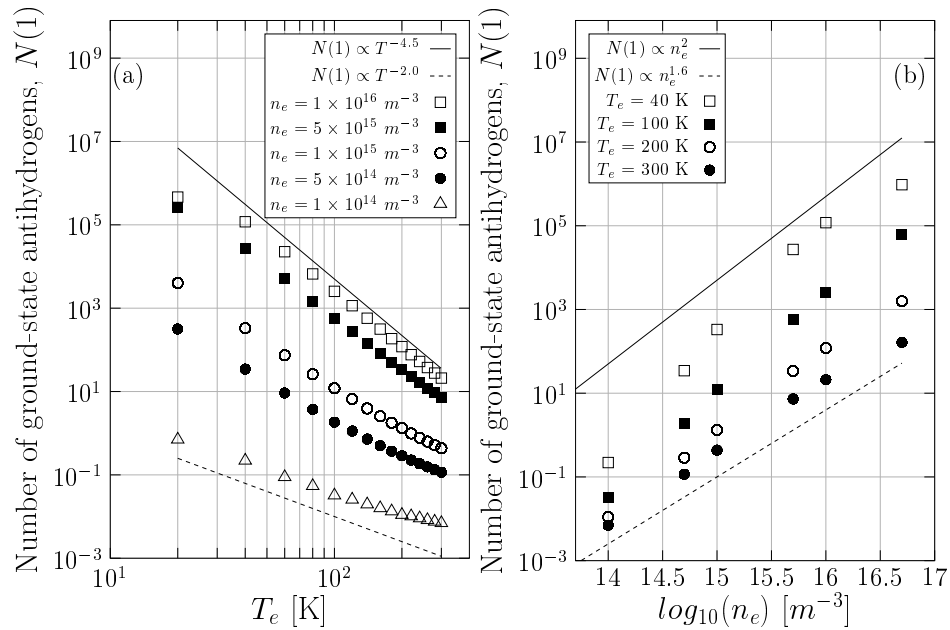 Number of ground-state antihydrogens, N(1)
10^9
10^7
10^5
10^3
10^1
10^{-1}
10^{-3}
(a)
N(1) ∝ T^{-4.5}
N(1) ∝ T^{-2.0}
n_e = 1 × 10^{16} m^{-3}
n_e = 5 × 10^{15} m^{-3}
n_e = 1 × 10^{15} m^{-3}
n_e = 5 × 10^{14} m^{-3}
n_e = 1 × 10^{14} m^{-3}
10^1
10^2
T_e [K]
Number of ground-state antihydrogens, N(1)
10^9
10^7
10^5
10^3
10^1
10^{-1}
10^{-3}
N(1) ∝ n_e^2
N(1) ∝ n_e^{1.6}
T_e = 40 K
T_e = 100 K
T_e = 200 K
T_e = 300 K
(b)
14 14.5 15 15.5 16 16.5 17
log_{10}(n_e) [m^{-3}]